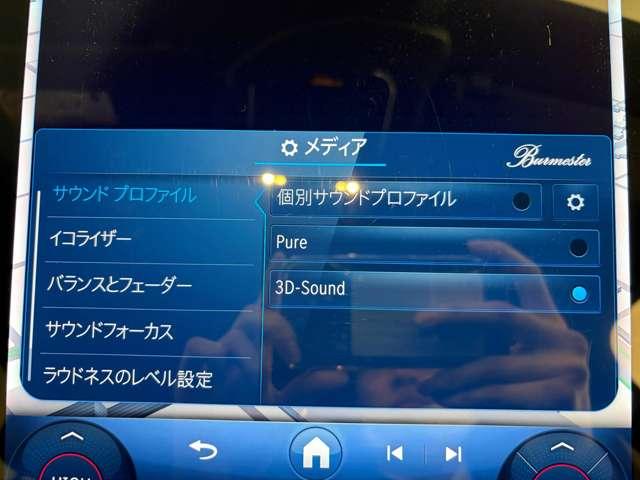 メディア
Burmester
サウンド プロファイル
個別サウンドプロファイル
イコライザー
Pure
バランスとフェーダー
3D-Sound
サウンドフォーカス
ラウドネスのレベル設定
HIGH